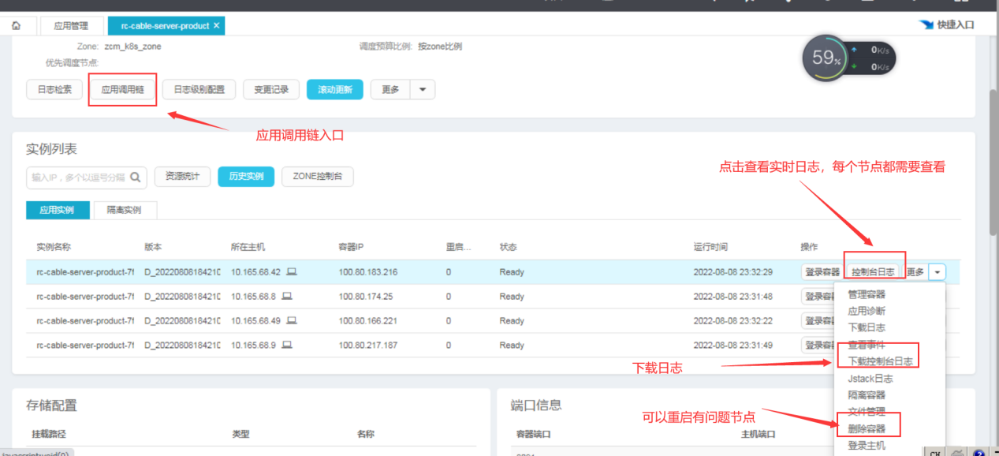 应用管理
rc-cable-server-product ×
快捷入口
Zone: zcm_k8s_zone
调度预算比例: 按zone比例
优先调度节点:
59%
0K/s
0K/s
日志检索
应用调用链
日志级别配置
变更记录
滚动更新
更多
应用调用链入口
实例列表
点击查看实时日志，每个节点都需要查看
输入IP，多个以逗号分隔
资源统计
历史实例
ZONE控制台
应用实例
隔离实例
实例名称 版本 所在主机 容器IP 重启... 状态 运行时间 操作
rc-cable-server-product-7f D_2022080818421C 10.165.68.42 100.80.183.216 0 Ready 2022-08-08 23:32:29 登录容器 控制台日志 更多
rc-cable-server-product-7f D_2022080818421C 10.165.68.8 100.80.174.25 0 Ready 2022-08-08 23:31:48 登录容
rc-cable-server-product-7f D_2022080818421C 10.165.68.49 100.80.166.221 0 Ready 2022-08-08 23:32:22 登录容
rc-cable-server-product-7f D_2022080818421C 10.165.68.9 100.80.217.187 0 Ready 2022-08-08 23:31:49 登录容
管理容器
应用诊断
下载日志
查看事件
下载控制台日志
Jstack日志
隔离容器
文件管理
删除容器
登录主机
下载日志
可以重启有问题节点
存储配置
挂载路径 类型 名称
端口信息
容器端口 主机端口
CH